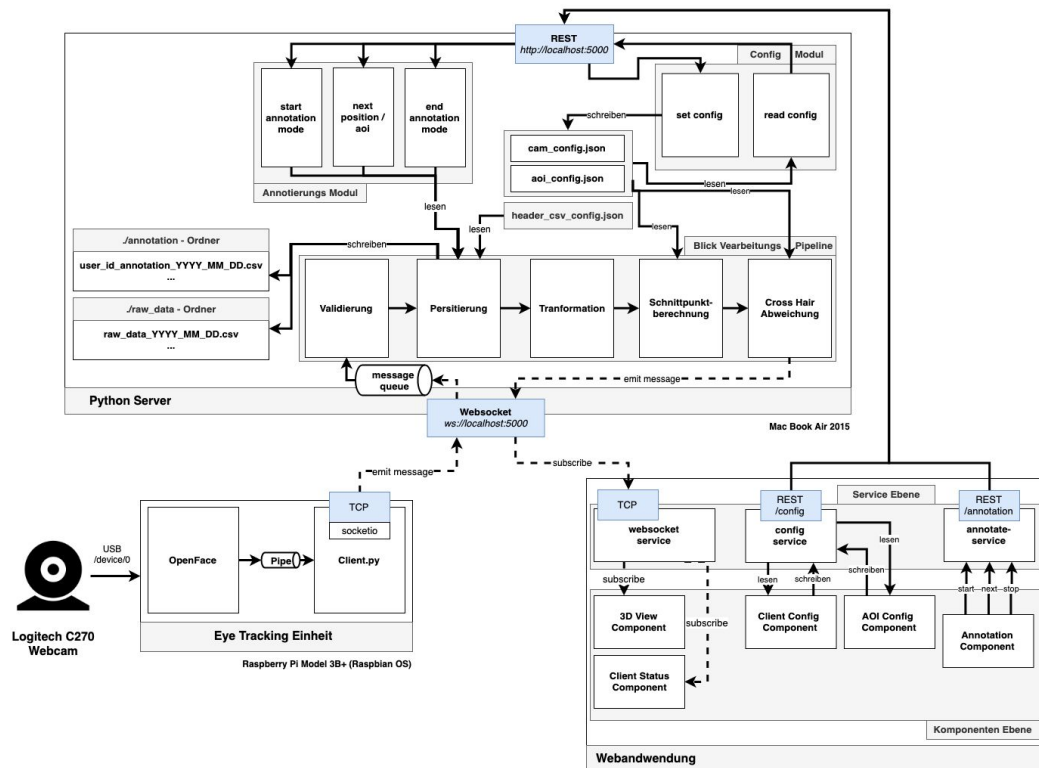 REST
http://localhost:5000
Config Modul
start
annotation
mode
next
position /
aoi
end
annotation
mode
set config
read config
schreiben
cam_config.json
aoi_config.json
lesen
lesen
Annotierungs Modul
lesen
header_csv_config.json
lesen
lesen
./annotation - Ordner
user_id_annotation_YYYY_MM_DD.csv
...
schreiben
Blick Vearbeitungs Pipeline
./raw_data - Ordner
raw_data_YYYY_MM_DD.csv
...
Validierung
Persitierung
Tranformation
Schnittpunkt-
berechnung
Cross Hair
Abweichung
message
queue
emit message
Python Server
Websocket
ws://localhost:5000
Mac Book Air 2015
emit message
subscribe
TCP
socketio
USB
/device/0
OpenFace
Pipe
Client.py
Logitech C270
Webcam
Eye Tracking Einheit
Raspberry Pi Model 3B+ (Raspbian OS)
TCP
REST
/config
Service Ebene
REST
/annotation
websocket
service
config
service
annotate-
service
lesen
subscribe
lesen
schreiben
schreiben
start
next
stop
3D View
Component
subscribe
Client Config
Component
AOI Config
Component
Annotation
Component
Client Status
Component
Komponenten Ebene
Webandwendung